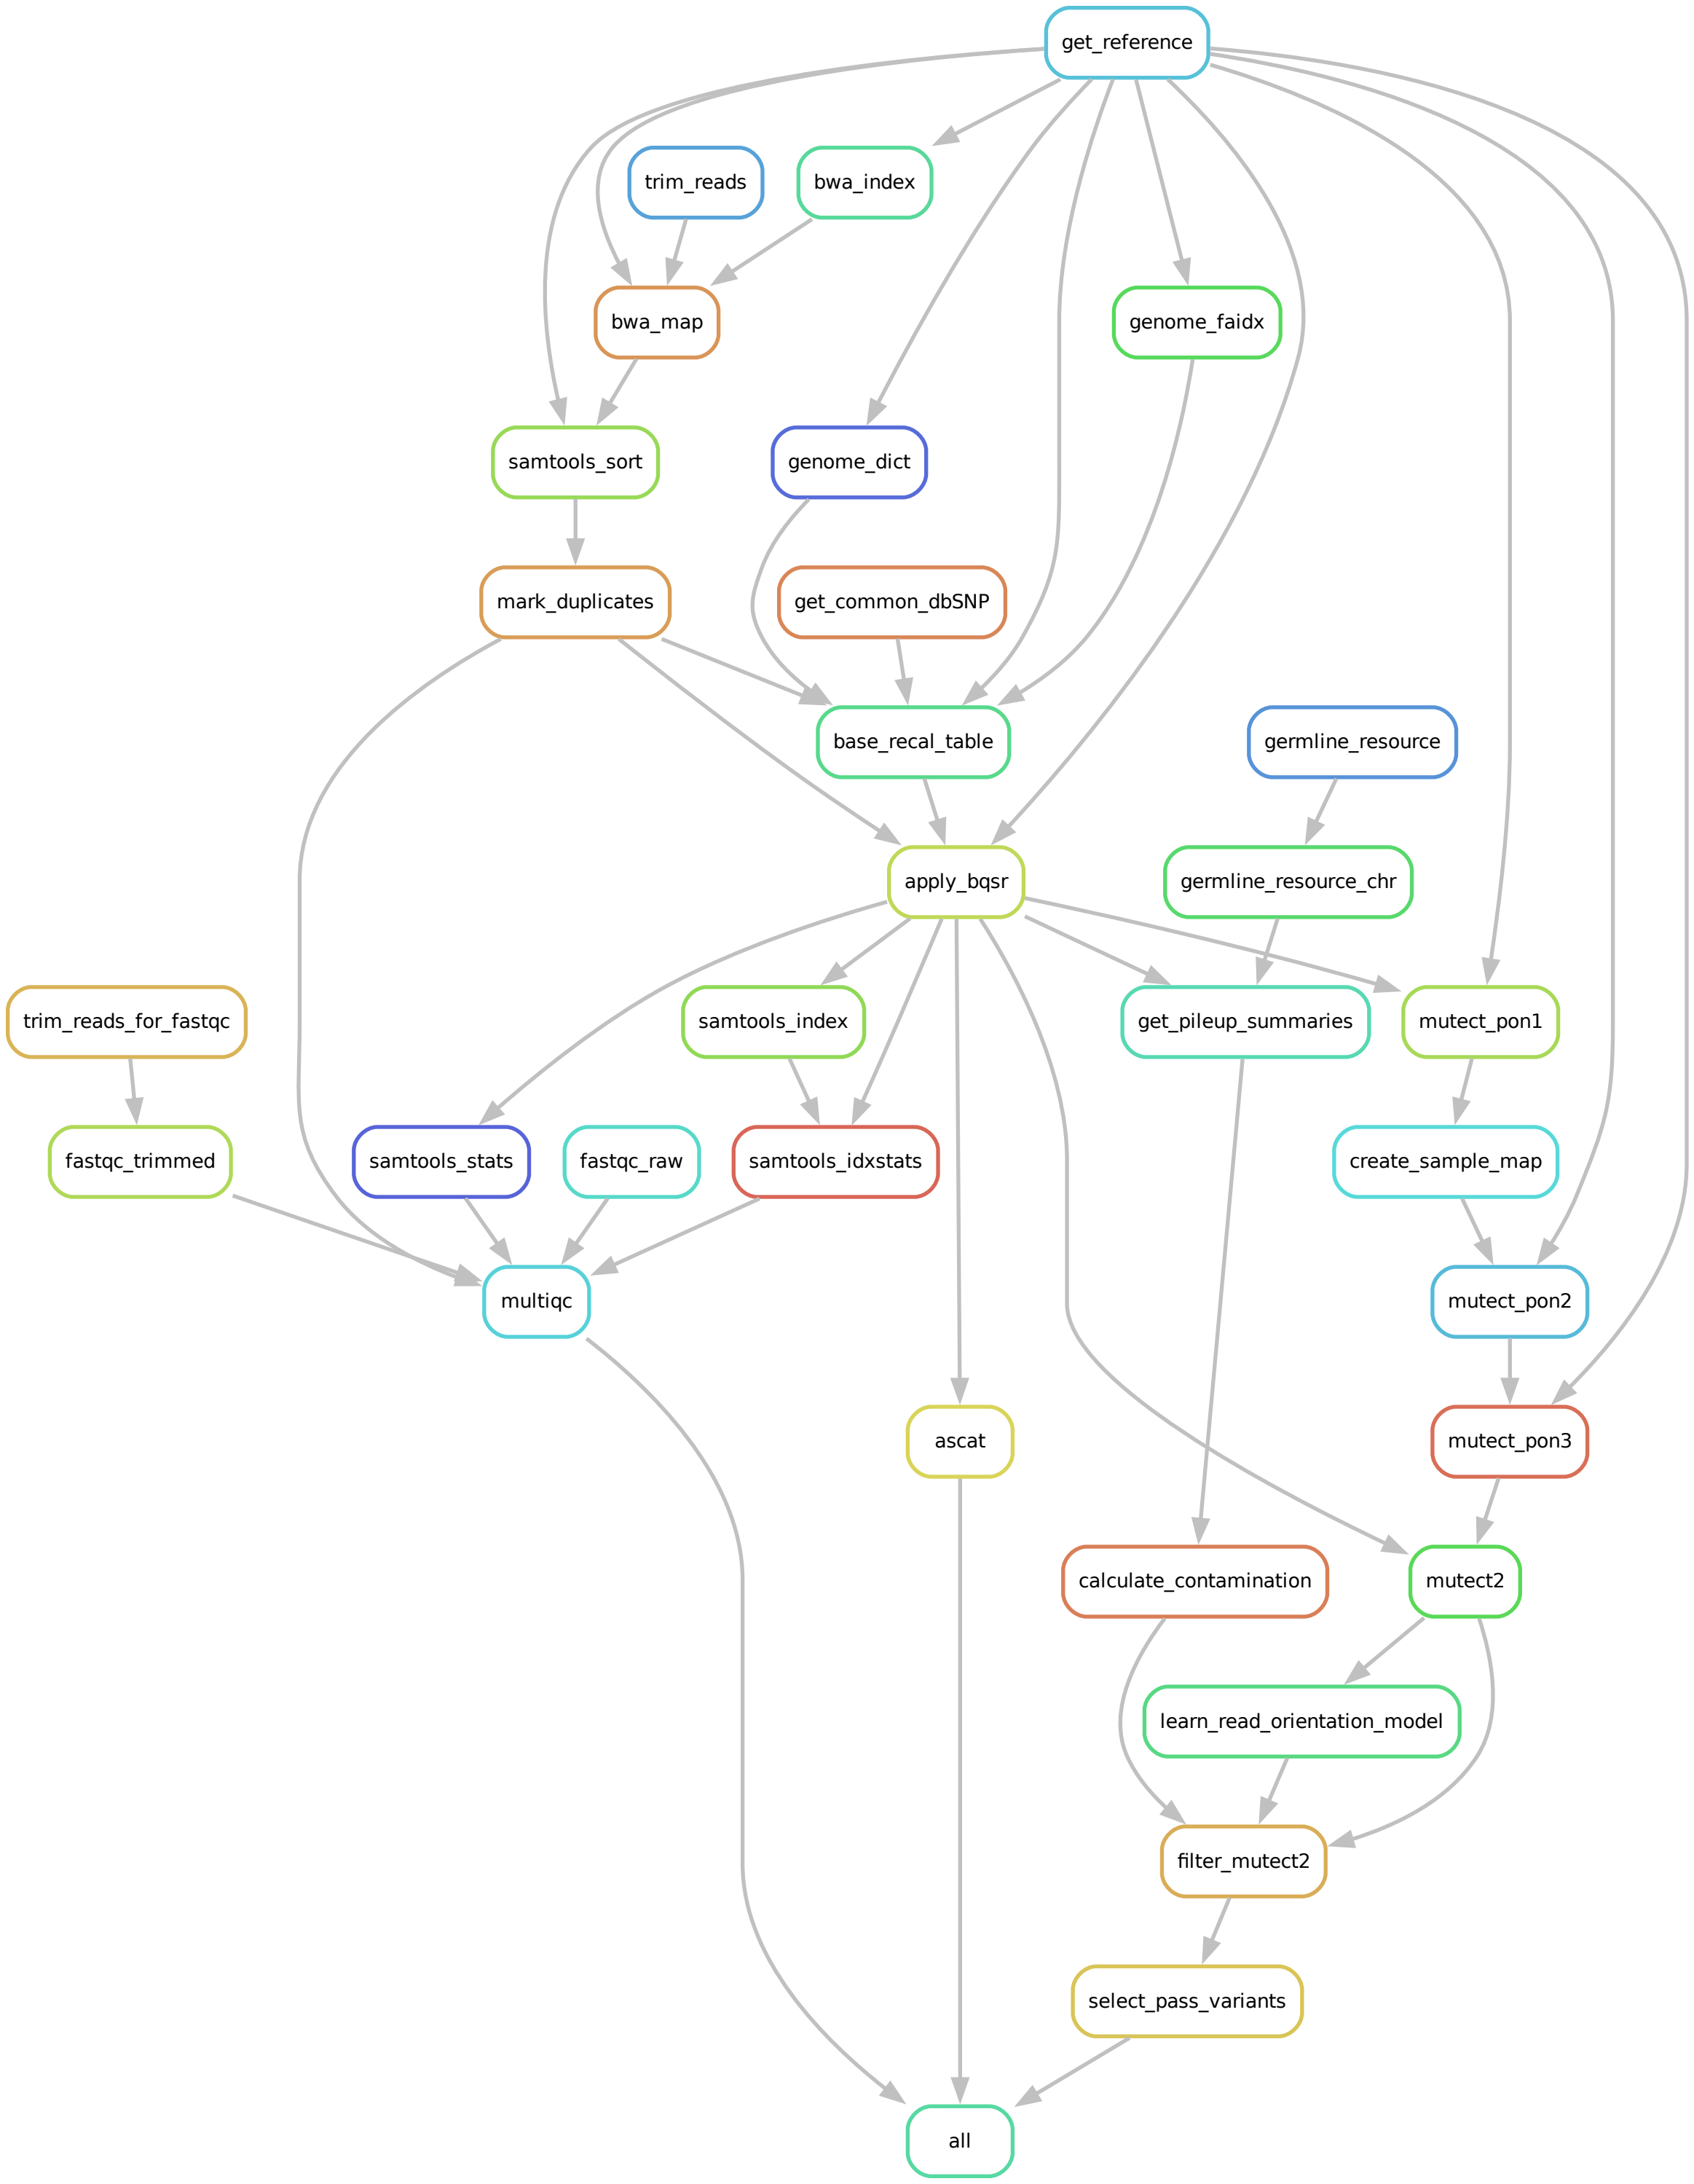 get_reference
trim_reads
bwa_index
bwa_map
genome_faidx
samtools_sort
genome_dict
mark_duplicates
get_common_dbSNP
base_recal_table
germline_resource
apply_bqsr
germline_resource_chr
trim_reads_for_fastqc
samtools_index
get_pileup_summaries
mutect_pon1
fastqc_trimmed
samtools_stats
fastqc_raw
samtools_idxstats
create_sample_map
multiqc
mutect_pon2
ascat
mutect_pon3
calculate_contamination
mutect2
learn_read_orientation_model
filter_mutect2
select_pass_variants
all